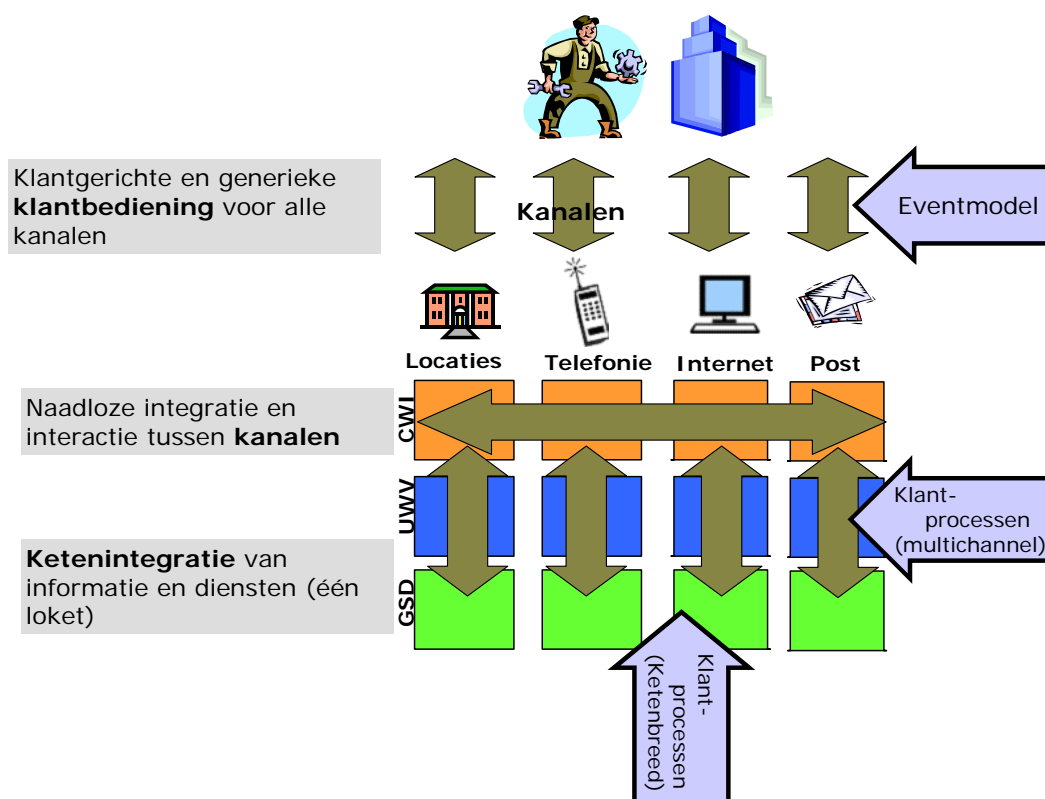 Klantgerichte en generieke
klantbediening voor alle
kanalen
Kanalen
Eventmodel
Locaties
Telefonie
Internet
Post
Naadloze integratie en
interactie tussen kanalen
CWI
UWV
Klant-
processen
(multichannel)
Ketenintegratie van
informatie en diensten (één
loket)
GSD
Klant-
processen
(Ketenbreed)